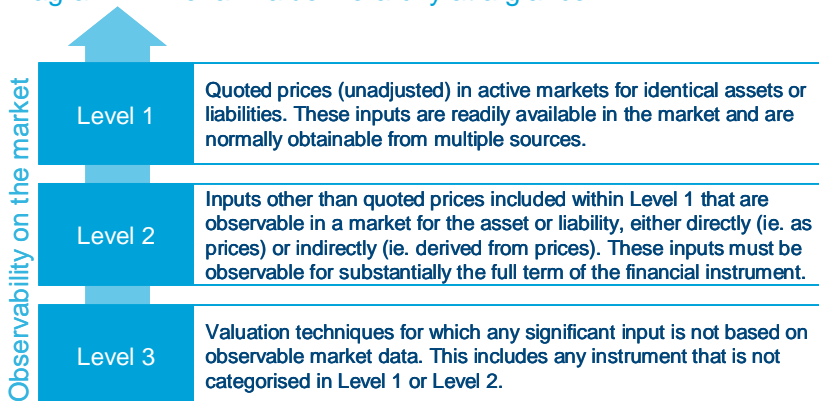 Observability on the market
Level 1
Quoted prices (unadjusted) in active markets for identical assets or
liabilities. These inputs are readily available in the market and are
normally obtainable from multiple sources.
Level 2
Inputs other than quoted prices included within Level 1 that are
observable in a market for the asset or liability, either directly (ie. as
prices) or indirectly (ie. derived from prices). These inputs must be
observable for substantially the full term of the financial instrument.
Level 3
Valuation techniques for which any significant input is not based on
observable market data. This includes any instrument that is not
categorised in Level 1 or Level 2.